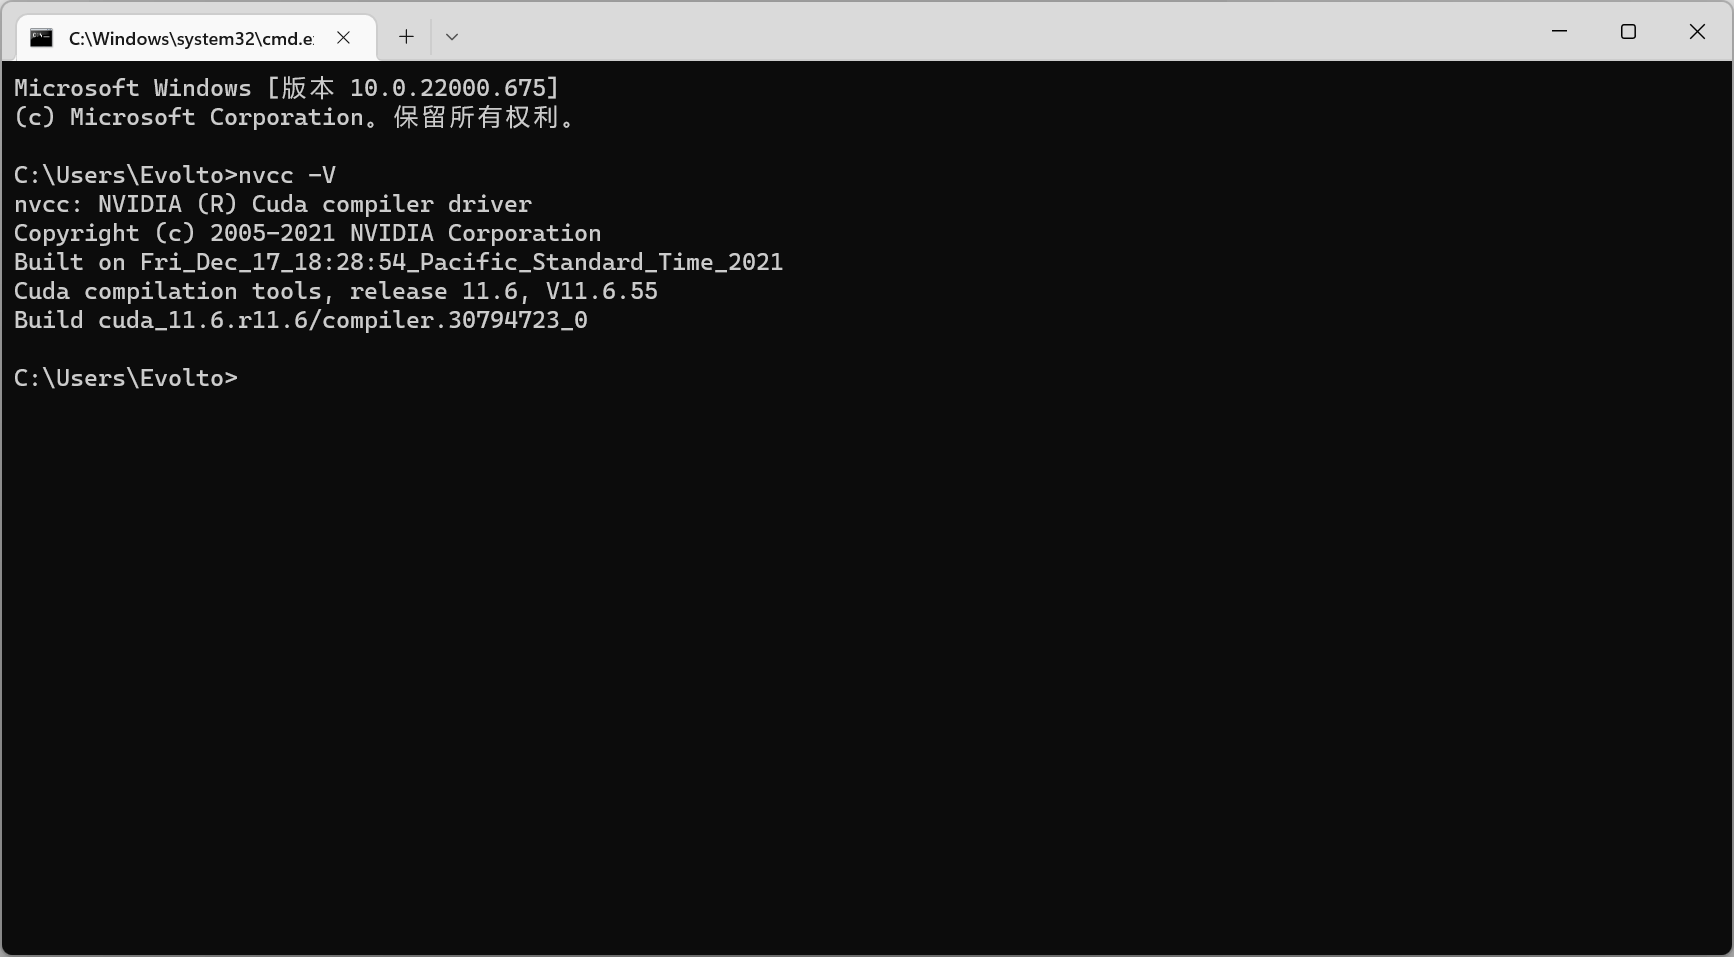 C:\Windows\system32\cmd.e
Microsoft Windows [版本 10.0.22000.675]
(c) Microsoft Corporation。保留所有权利。
C:\Users\Evolto>nvcc -V
nvcc: NVIDIA (R) Cuda compiler driver
Copyright (c) 2005-2021 NVIDIA Corporation
Built on Fri_Dec_17_18:28:54_Pacific_Standard_Time_2021
Cuda compilation tools, release 11.6, V11.6.55
Build cuda_11.6.r11.6/compiler.30794723_0
C:\Users\Evolto>